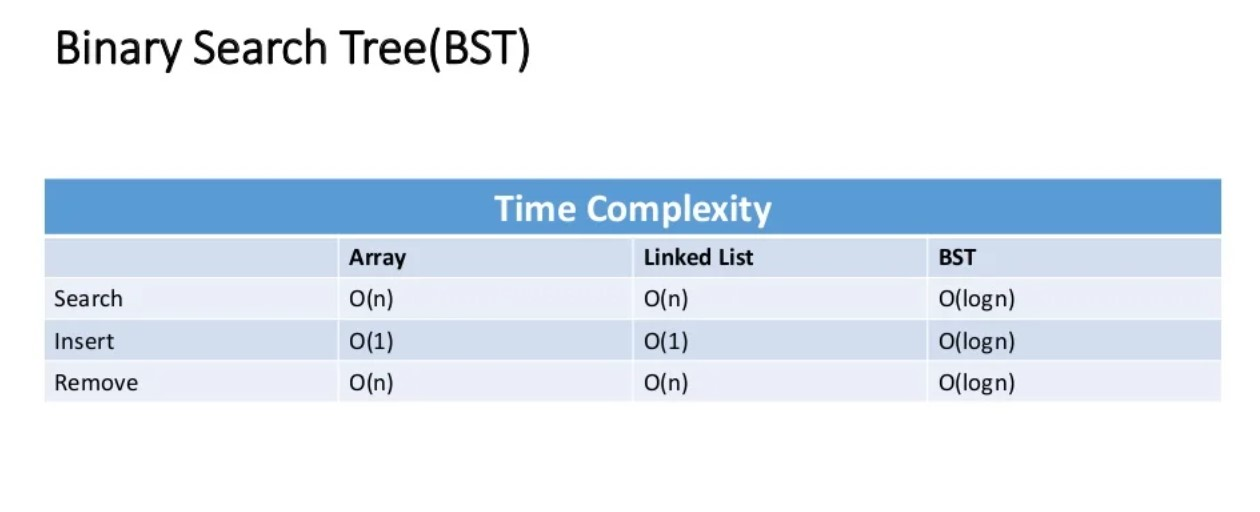 Binary Search Tree(BST)
Time Complexity
Array Linked List BST
Search O(n) O(n) O(logn)
Insert O(1) O(1) O(logn)
Remove O(n) O(n) O(logn)